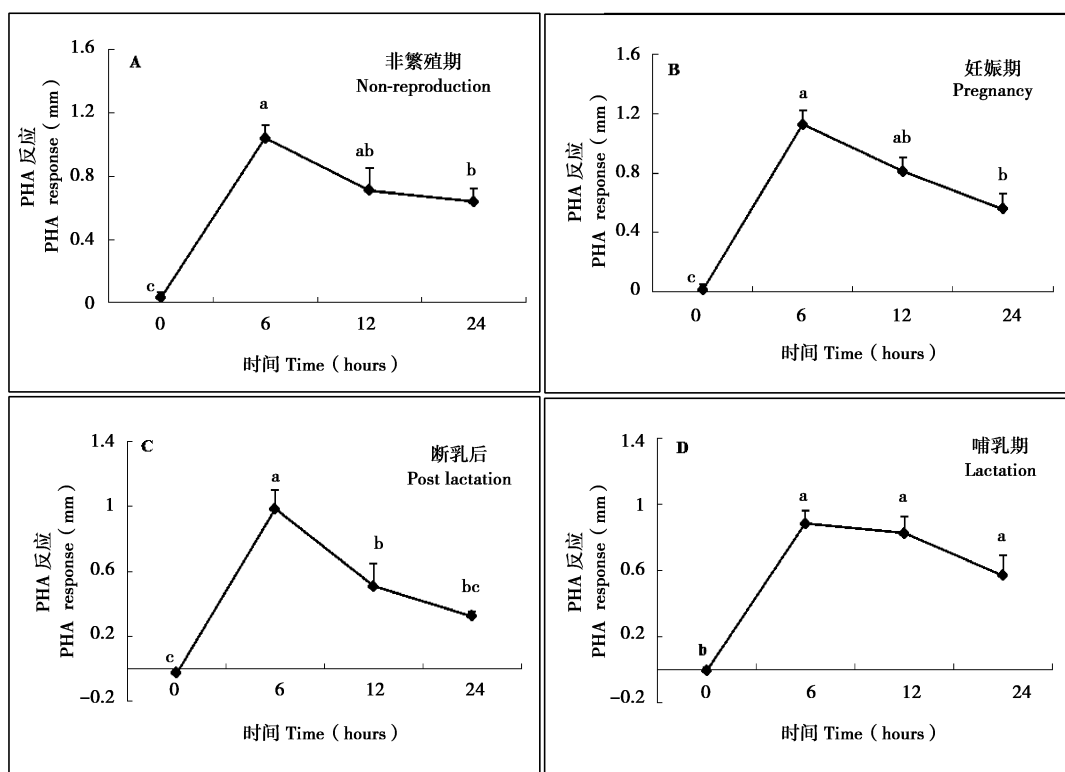 A
非繁殖期
Non-reproduction
PHA 反应
PHA response ( mm )
1.6
1.2
0.8
0.4
0
c
a
ab
b
0 6 12 24
时间 Time ( hours )
B
妊娠期
Pregnancy
PHA 反应
PHA response ( mm )
1.6
1.2
0.8
0.4
0
c
a
ab
b
0 6 12 24
时间 Time ( hours )
C
断乳后
Post lactation
PHA 反应
PHA response ( mm )
1.4
1
0.6
0.2
−0.2
c
a
b
bc
0 6 12 24
时间 Time ( hours )
D
哺乳期
Lactation
PHA 反应
PHA response ( mm )
1.4
1
0.6
0.2
−0.2
b
a
a
a
0 6 12 24
时间 Time ( hours )